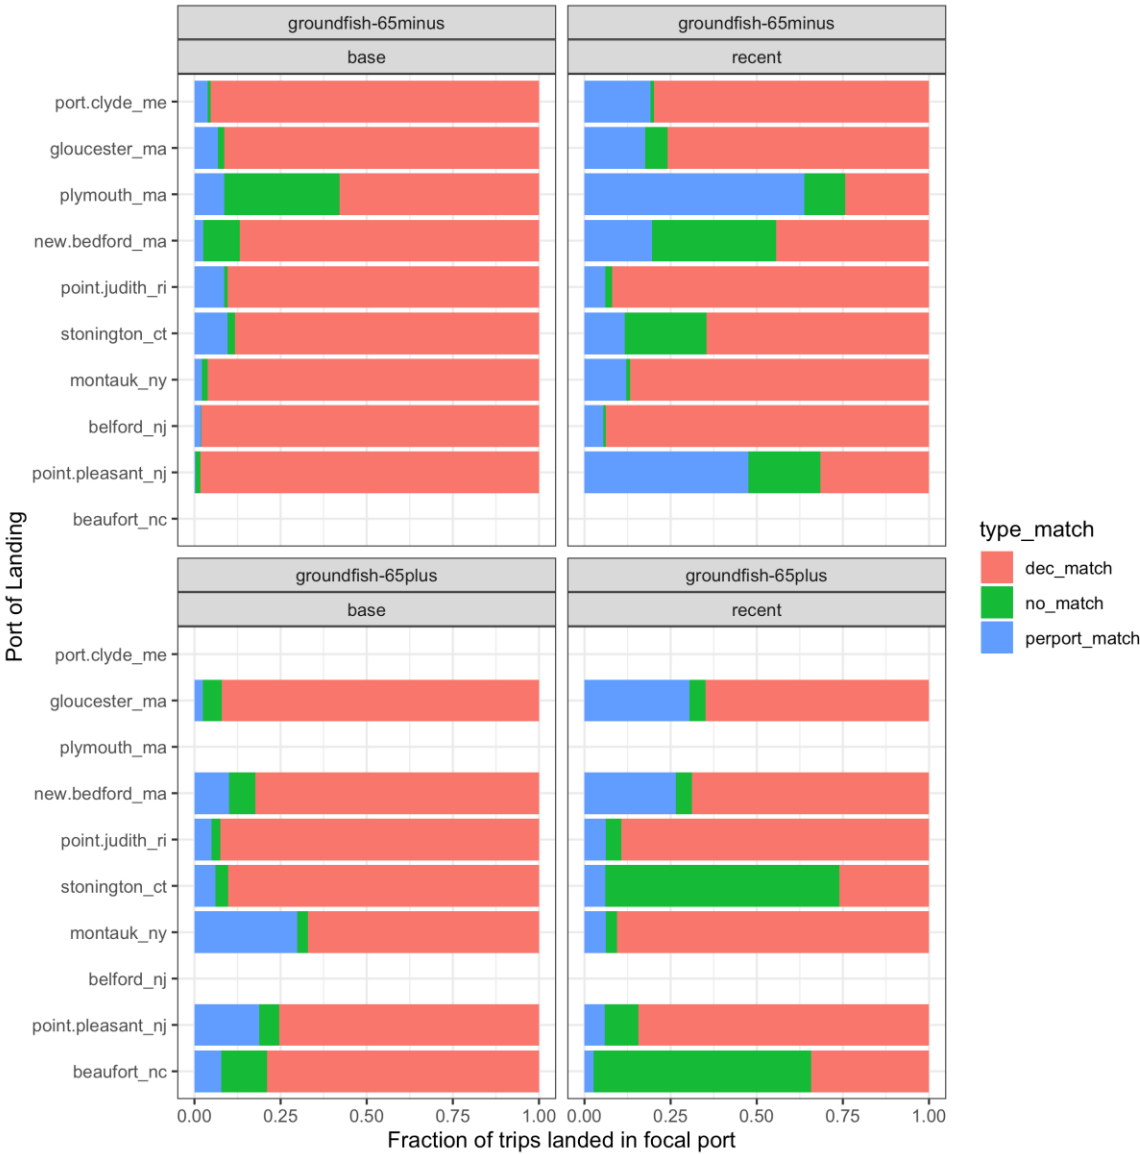 groundfish-65minus
groundfish-65minus
base
recent
port.clyde_me
gloucester_ma
plymouth_ma
new.bedford_ma
point.judith_ri
stonington_ct
montauk_ny
belford_nj
point.pleasant_nj
beaufort_nc
groundfish-65plus
groundfish-65plus
base
recent
port.clyde_me
gloucester_ma
plymouth_ma
new.bedford_ma
point.judith_ri
stonington_ct
montauk_ny
belford_nj
point.pleasant_nj
beaufort_nc
0.00 0.25 0.50 0.75 1.00
0.00 0.25 0.50 0.75 1.00
Fraction of trips landed in focal port
Port of Landing
type_match
dec_match
no_match
perport_match